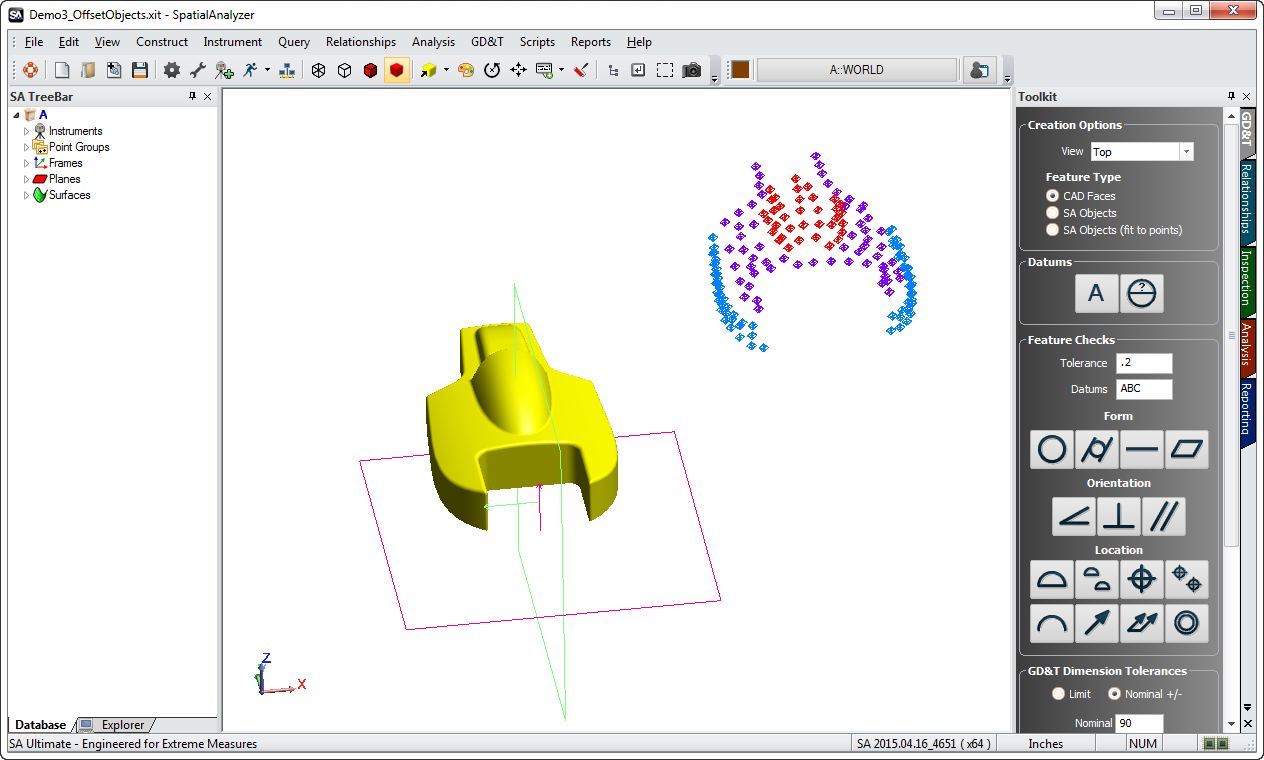 SA Demo3_OffsetObjects.xit - SpatialAnalyzer
File Edit View Construct Instrument Query Relationships Analysis GD&T Scripts Reports Help
A::WORLD
SA TreeBar
Toolkit
A
Instruments
Point Groups
Frames
Planes
Surfaces
Creation Options
View Top
Feature Type
CAD Faces
SA Objects
SA Objects (fit to points)
Datums
A ?
Feature Checks
Tolerance .2
Datums ABC
Form
Orientation
Location
GD&T Dimension Tolerances
Limit Nominal +/-
Nominal 90
GD&T
Relationships
Inspection
Analysis
Reporting
Z
X
Database Explorer
SA Ultimate - Engineered for Extreme Measures SA 2015.04.16_4651 ( x64 ) Inches NUM